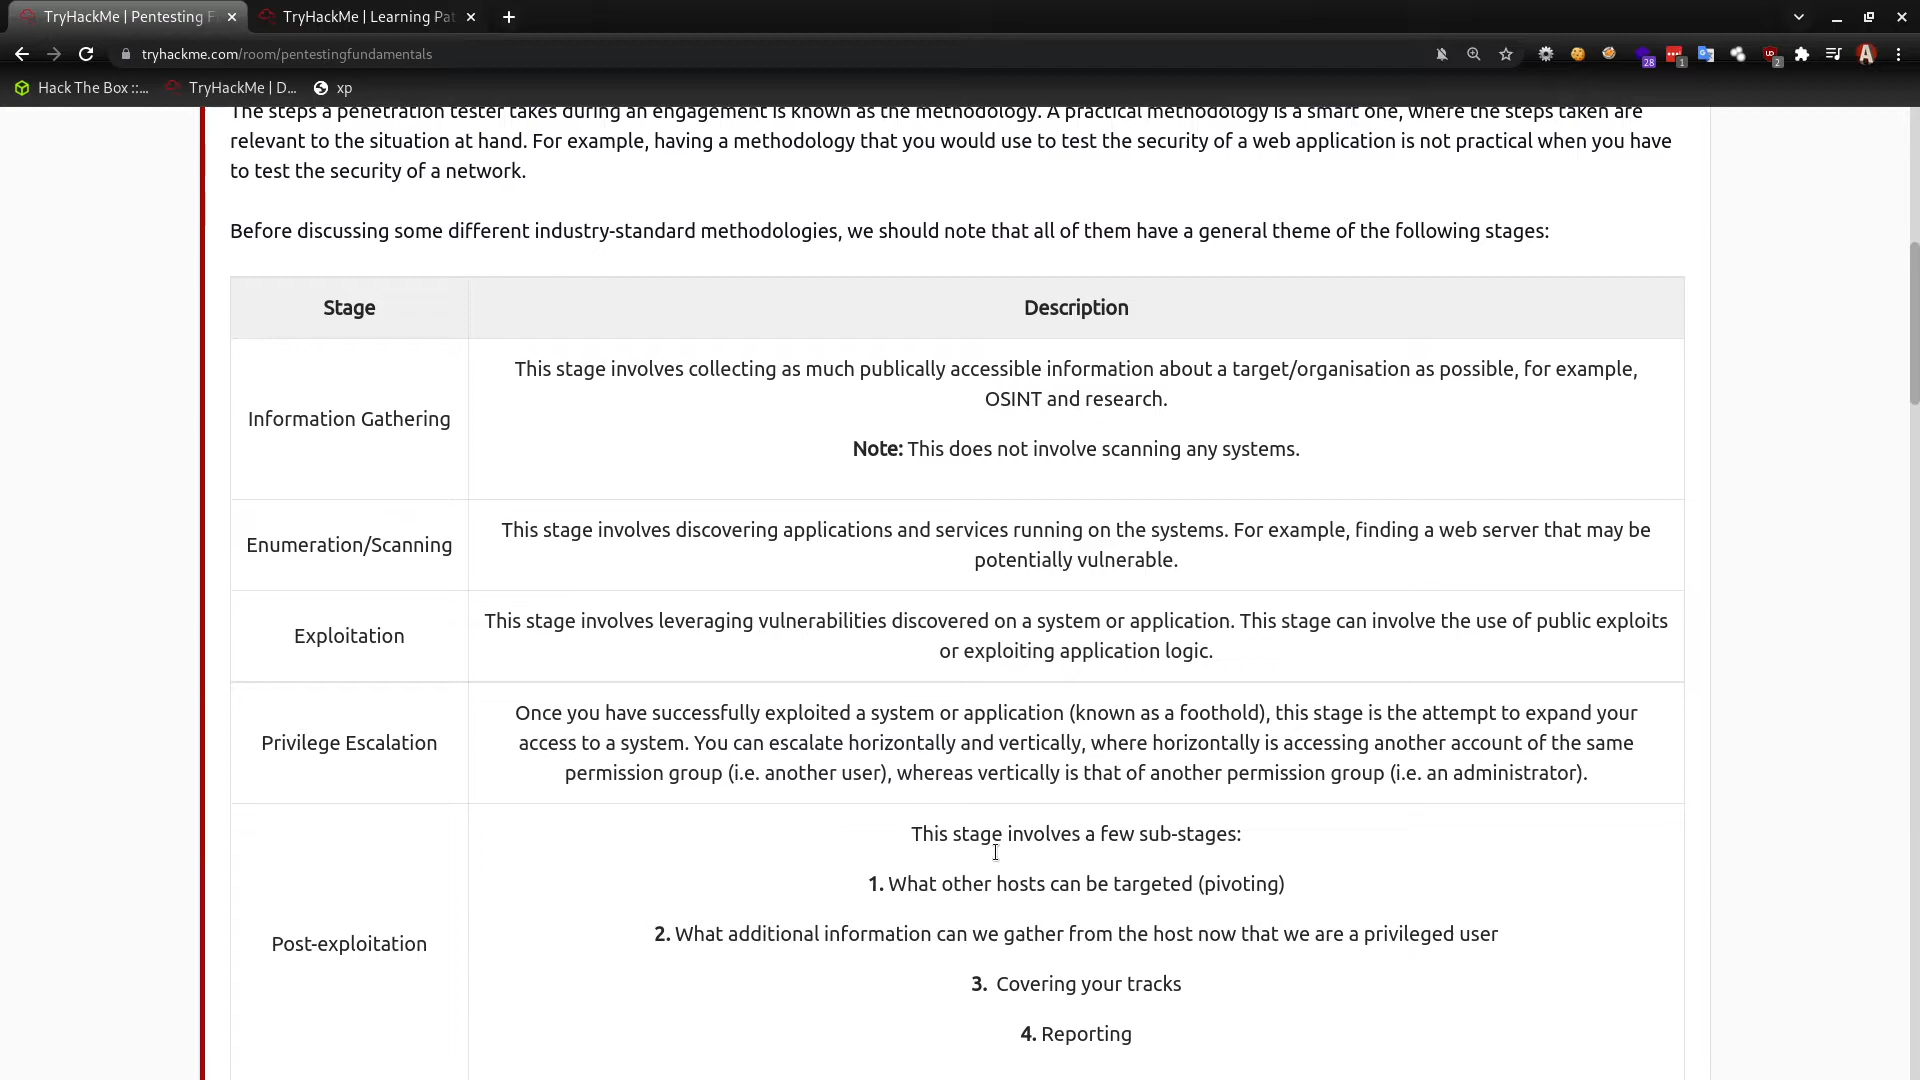 TryHackMe | Pentesting F
TryHackMe | Learning Pat
tryhackme.com/room/pentestingfundamentals
28
1
2
A
Hack The Box ::...
TryHackMe | D...
xp
The steps a penetration tester takes during an engagement is known as the methodology. A practical methodology is a smart one, where the steps taken are
relevant to the situation at hand. For example, having a methodology that you would use to test the security of a web application is not practical when you have
to test the security of a network.
Before discussing some different industry-standard methodologies, we should note that all of them have a general theme of the following stages:
Stage
Description
Information Gathering
This stage involves collecting as much publically accessible information about a target/organisation as possible, for example,
OSINT and research.
Note: This does not involve scanning any systems.
Enumeration/Scanning
This stage involves discovering applications and services running on the systems. For example, finding a web server that may be
potentially vulnerable.
Exploitation
This stage involves leveraging vulnerabilities discovered on a system or application. This stage can involve the use of public exploits
or exploiting application logic.
Privilege Escalation
Once you have successfully exploited a system or application (known as a foothold), this stage is the attempt to expand your
access to a system. You can escalate horizontally and vertically, where horizontally is accessing another account of the same
permission group (i.e. another user), whereas vertically is that of another permission group (i.e. an administrator).
Post-exploitation
This stage involves a few sub-stages:
1. What other hosts can be targeted (pivoting)
2. What additional information can we gather from the host now that we are a privileged user
3. Covering your tracks
4. Reporting